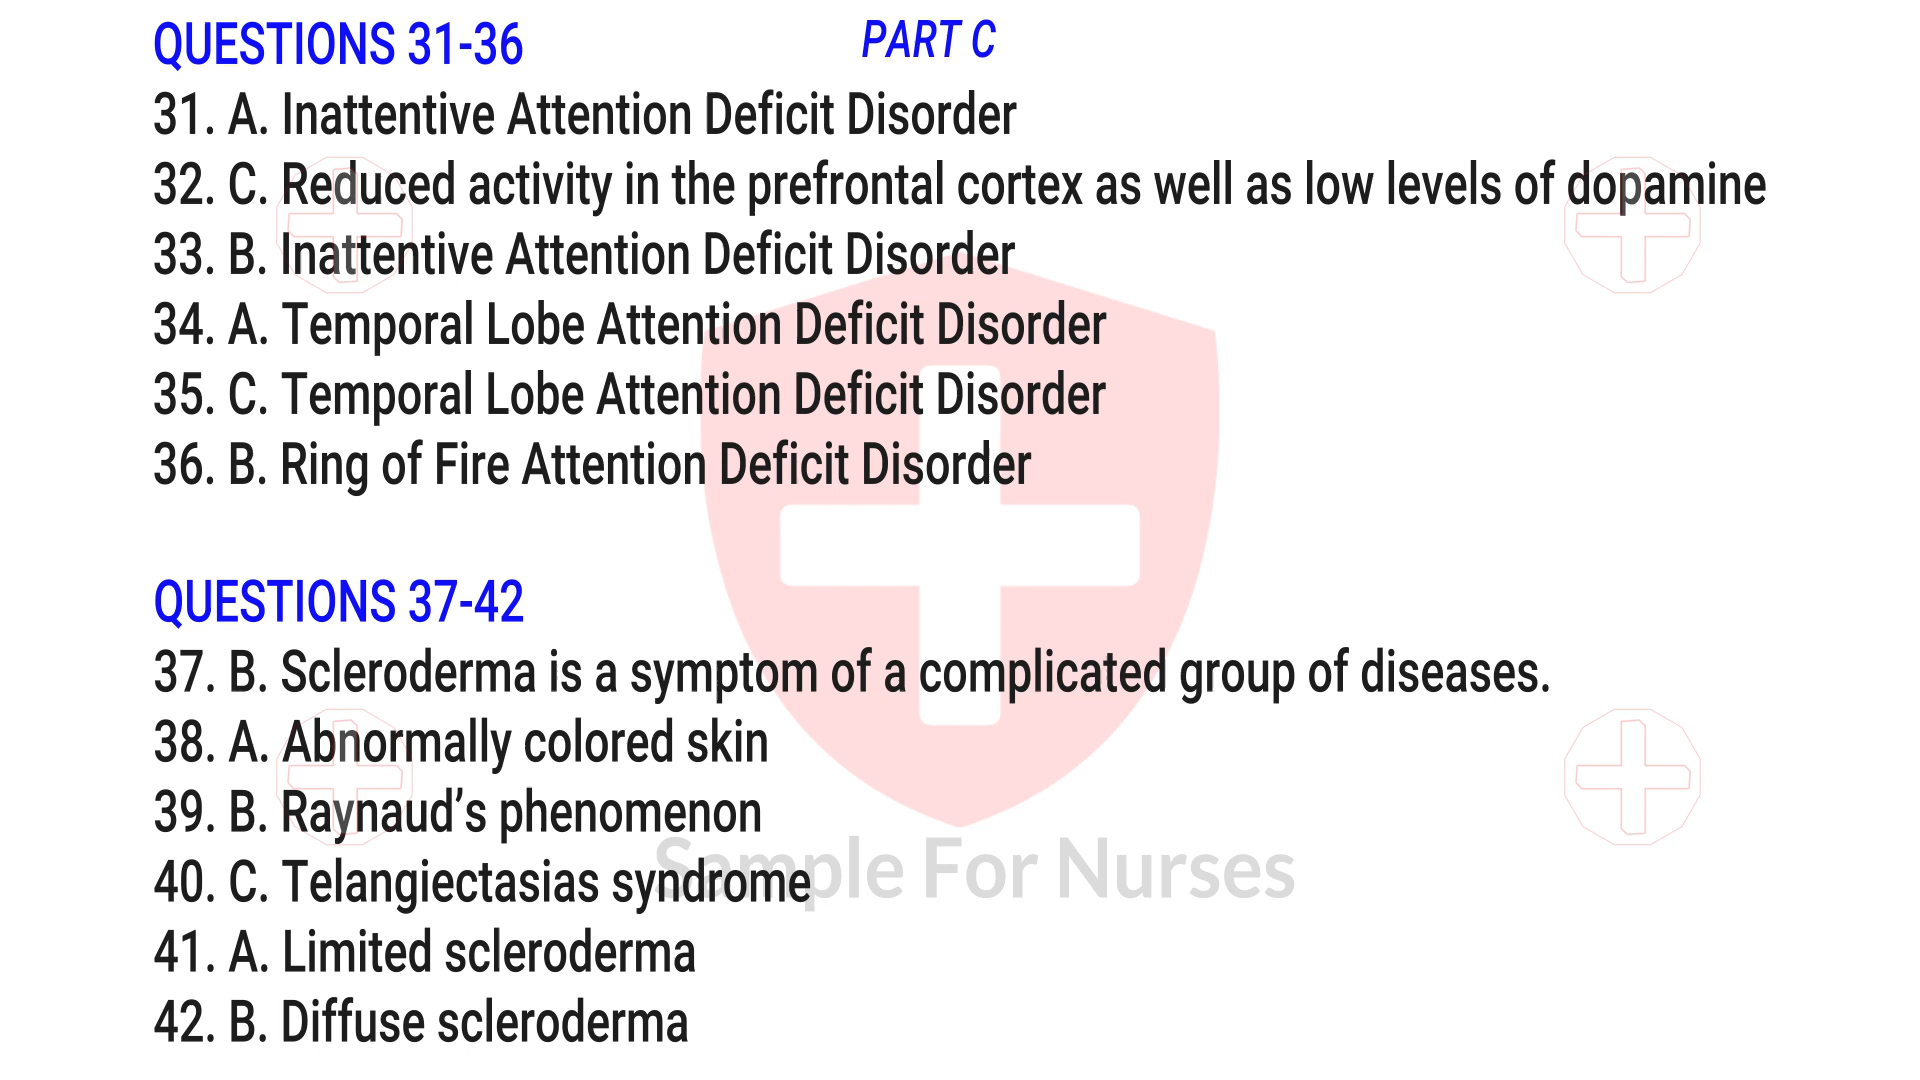 QUESTIONS 31-36 PART C
31. A. Inattentive Attention Deficit Disorder
32. C. Reduced activity in the prefrontal cortex as well as low levels of dopamine
33. B. Inattentive Attention Deficit Disorder
34. A. Temporal Lobe Attention Deficit Disorder
35. C. Temporal Lobe Attention Deficit Disorder
36. B. Ring of Fire Attention Deficit Disorder
QUESTIONS 37-42
37. B. Scleroderma is a symptom of a complicated group of diseases.
38. A. Abnormally colored skin
39. B. Raynaud’s phenomenon
40. C. Telangiectasias syndrome
Sample For Nurses
41. A. Limited scleroderma
42. B. Diffuse scleroderma